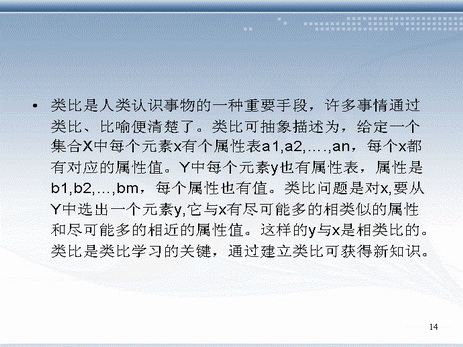 • 类比是人类认识事物的一种重要手段，许多事情通过
类比、比喻便清楚了。类比可抽象描述为，给定一个
集合X中每个元素x有个属性表a1,a2,….,an，每个x都
有对应的属性值。Y中每个元素y也有属性表，属性是
b1,b2,…,bm，每个属性也有值。类比问题是对x,要从
Y中选出一个元素y,它与x有尽可能多的相类似的属性
和尽可能多的相近的属性值。这样的y与x是相类比的。
类比是类比学习的关键，通过建立类比可获得新知识。
14